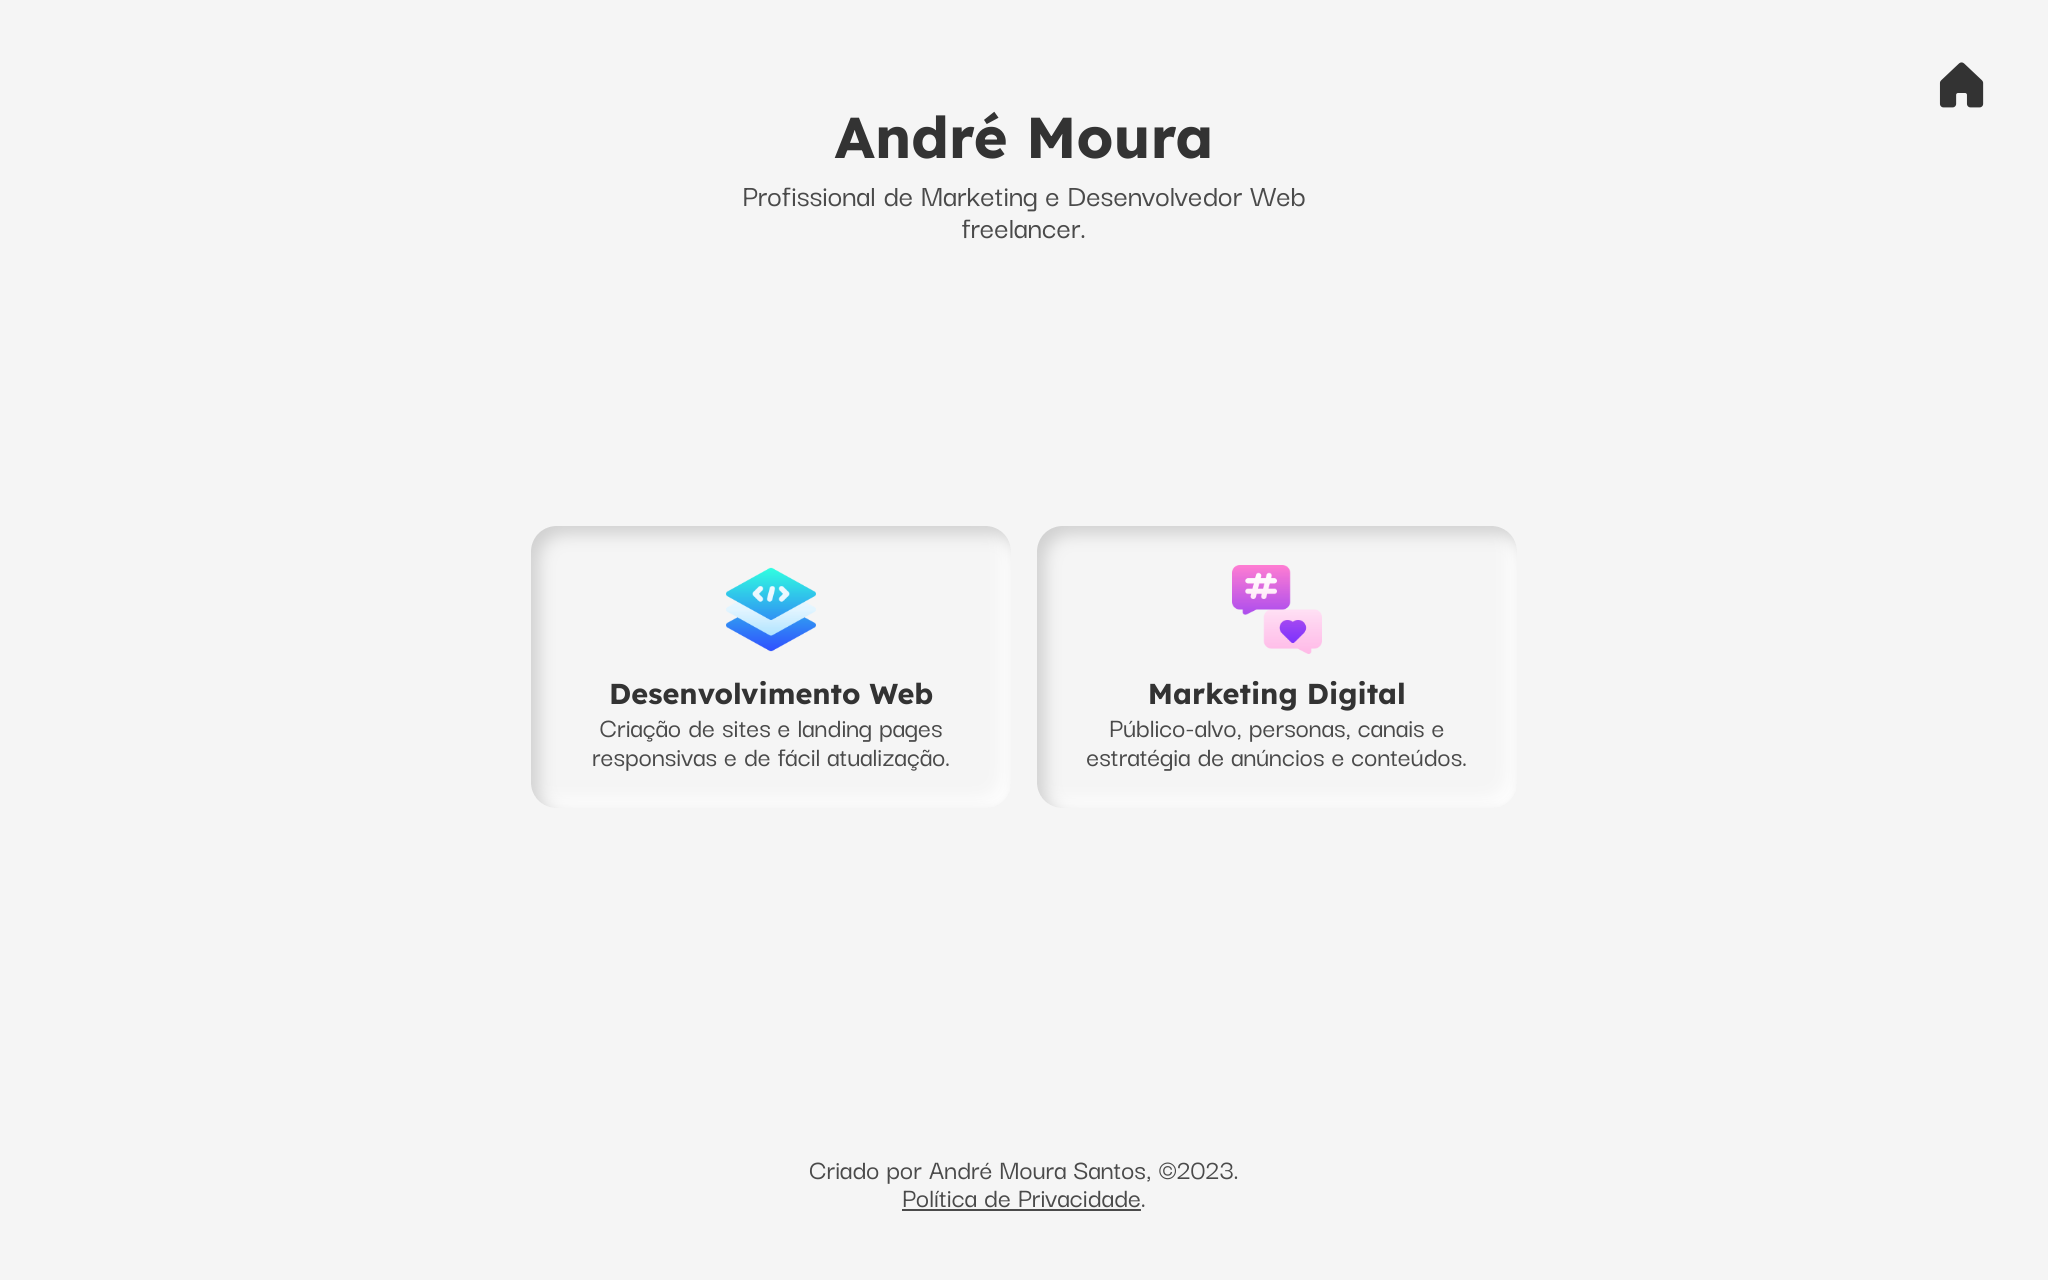 André Moura
Profissional de Marketing e Desenvolvedor Web
freelancer.
</>
Desenvolvimento Web
Criação de sites e landing pages
responsivas e de fácil atualização.
#
Marketing Digital
Público-alvo, personas, canais e
estratégia de anúncios e conteúdos.
Criado por André Moura Santos, ©2023.
Política de Privacidade.